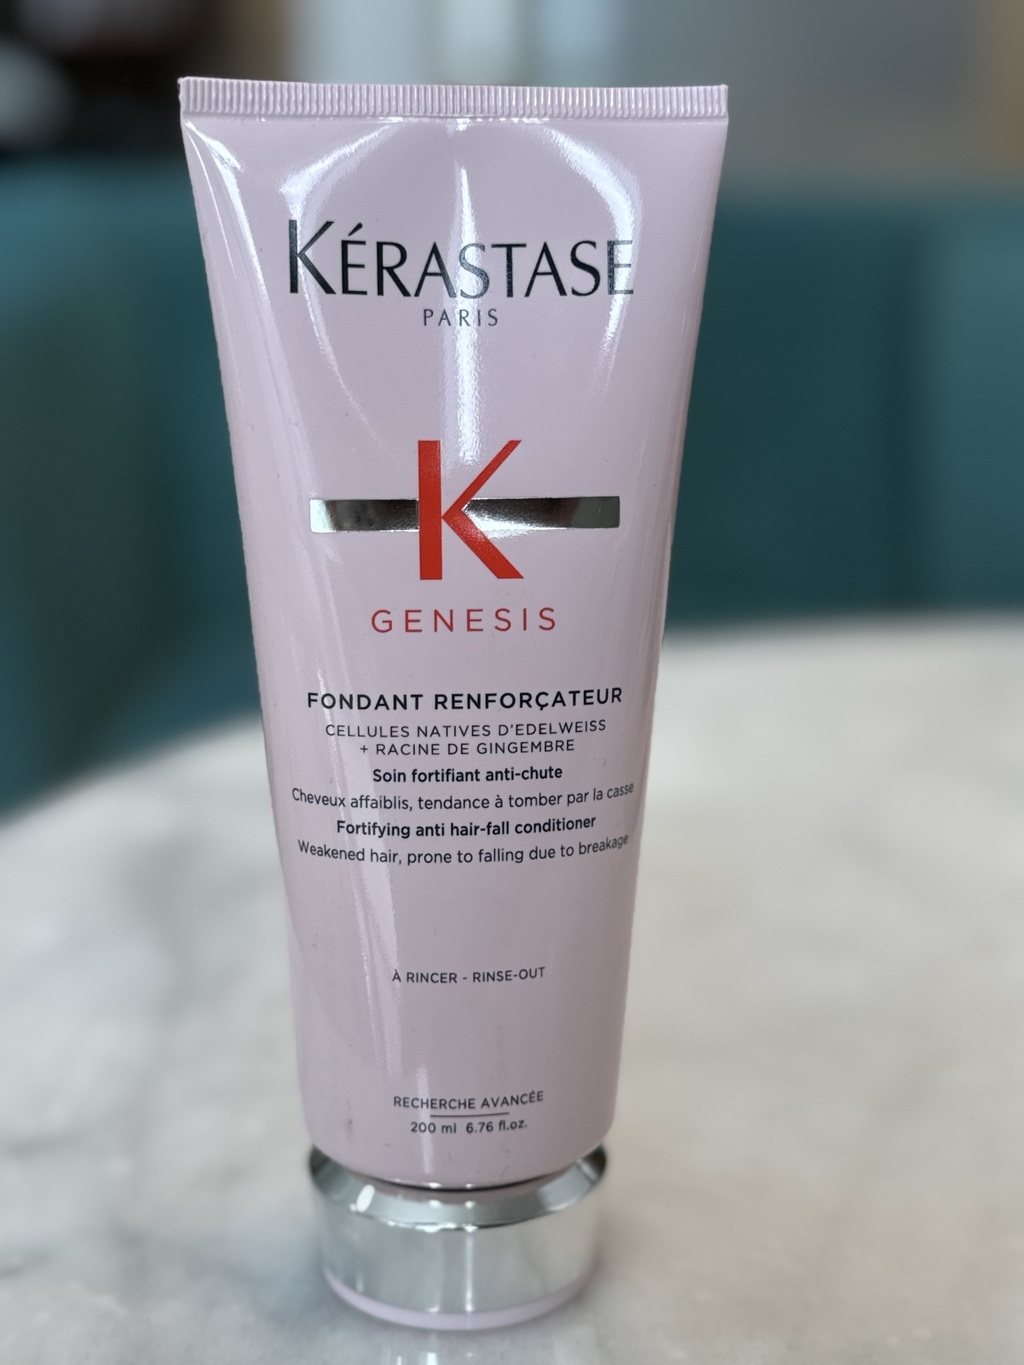 KÉRASTASE
PARIS
K
GENESIS
FONDANT RENFORÇATEUR
CELLULES NATIVES D'EDELWEISS
+ RACINE DE GINGEMBRE
Soin fortifiant anti-chute
Cheveux affaiblis, tendance à tomber par la casse
Fortifying anti hair-fall conditioner
Weakened hair, prone to falling due to breakage
À RINCER - RINSE-OUT
RECHERCHE AVANCÉE
200 ml 6.76 fl.oz.